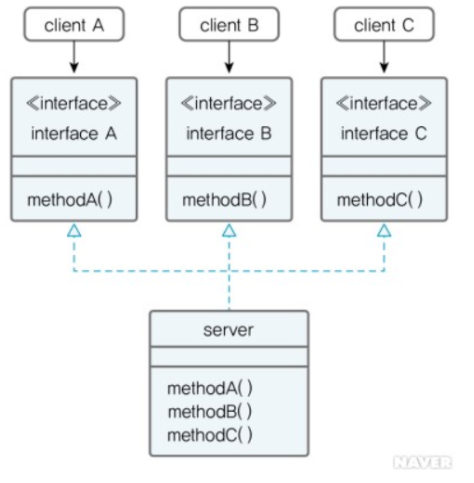 client A
client B
client C
≪interface≫
interface A
methodA( )
≪interface≫
interface B
methodB( )
≪interface≫
interface C
methodC( )
server
methodA( )
methodB( )
methodC( )
NAVER